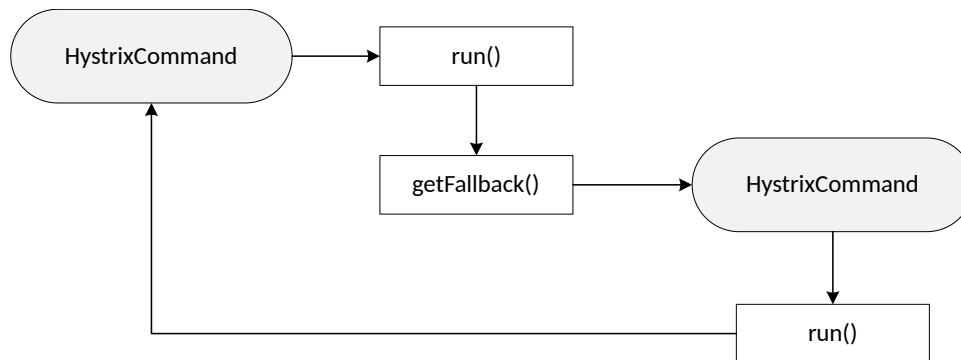 HystrixCommand
run()
getFallback()
HystrixCommand
run()